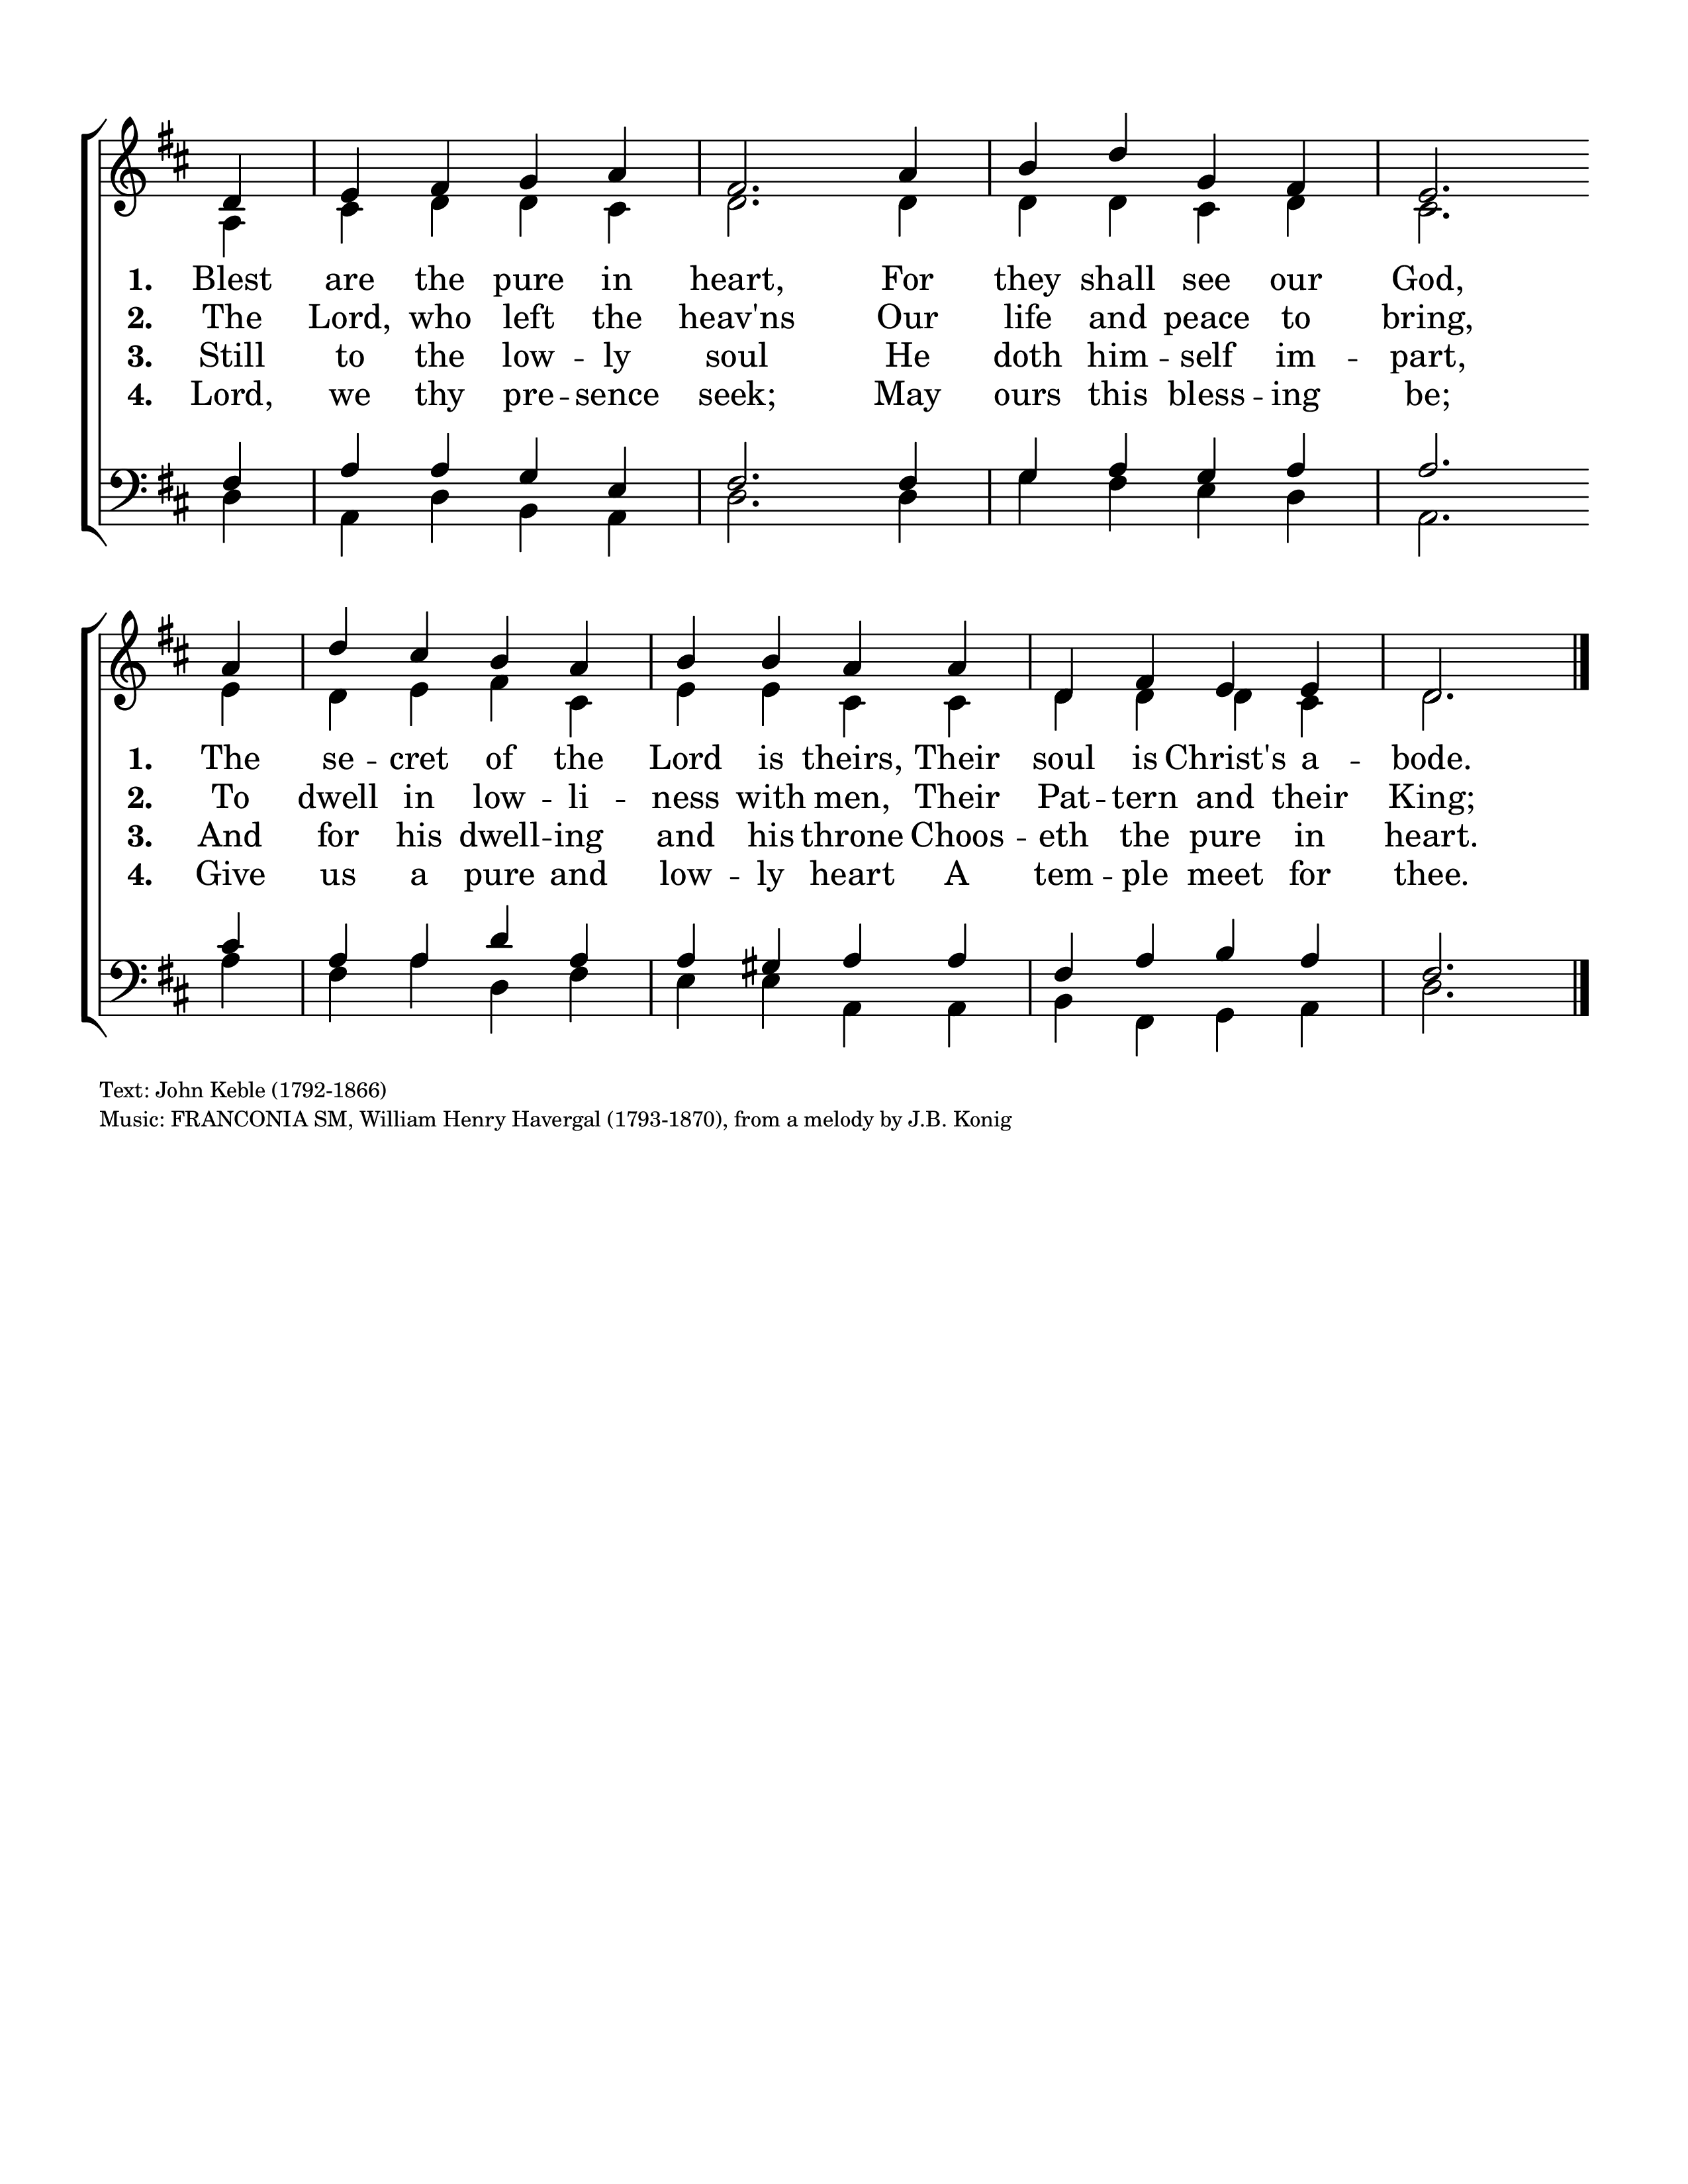 1. Blest are the pure in heart, For they shall see our God,
2. The Lord, who left the heav'ns Our life and peace to bring,
3. Still to the low -- ly soul He doth him -- self im -- part,
4. Lord, we thy pre -- sence seek; May ours this bless -- ing be;
1. The se -- cret of the Lord is theirs, Their soul is Christ's a -- bode.
2. To dwell in low -- li -- ness with men, Their Pat -- tern and their King;
3. And for his dwell -- ing and his throne Choos -- eth the pure in heart.
4. Give us a pure and low -- ly heart A tem -- ple meet for thee.
Text: John Keble (1792-1866)
Music: FRANCONIA SM, William Henry Havergal (1793-1870), from a melody by J.B. Konig